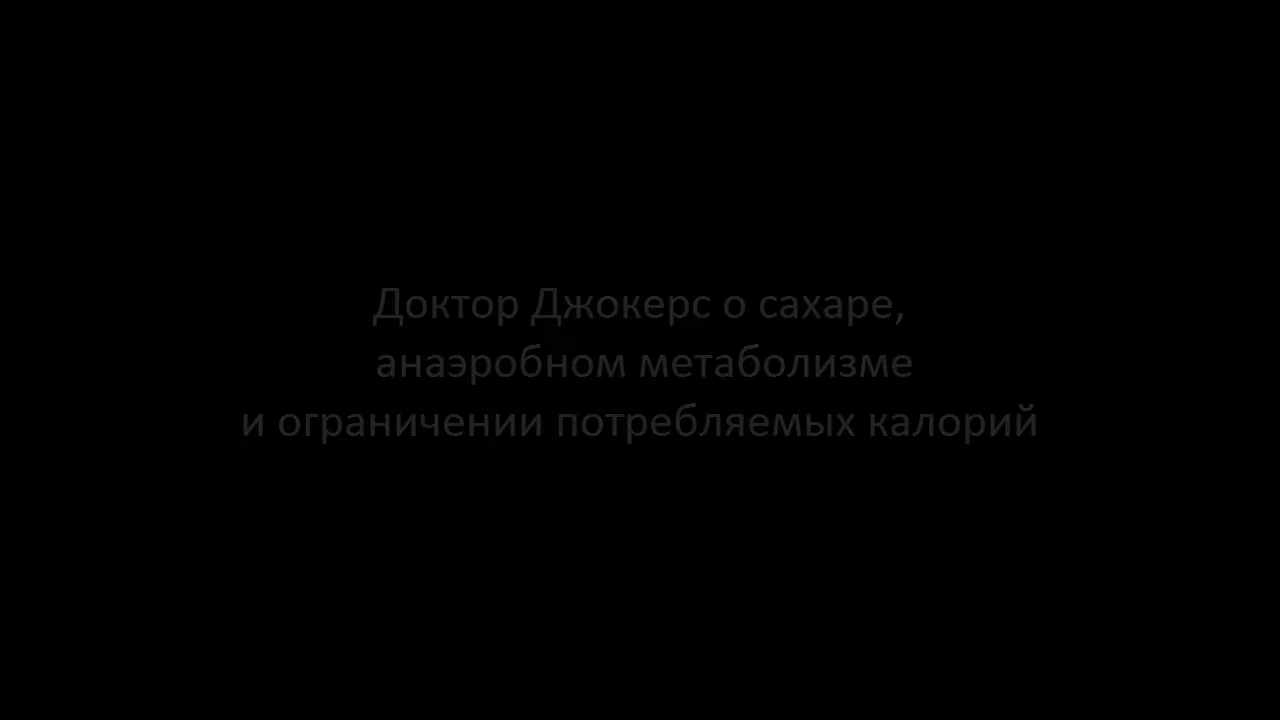 Доктор Джокерс о сахаре,
анаэробном метаболизме
и ограничении потребляемых калорий